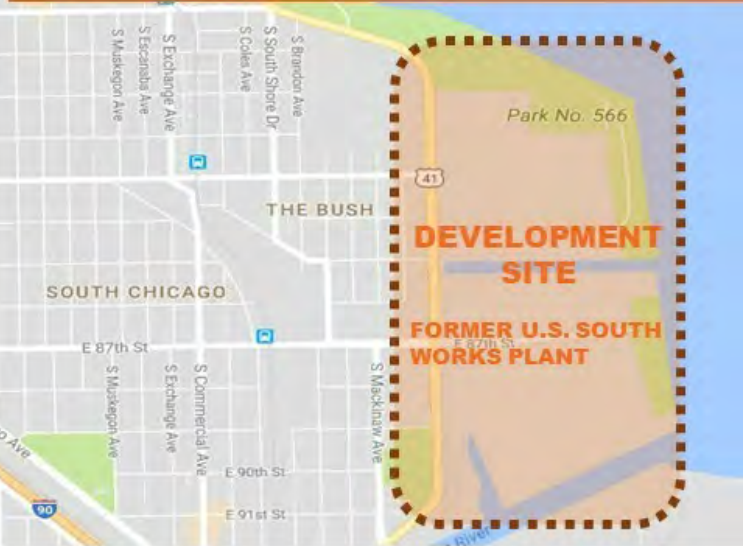 S Muskegon Ave
S Escanaba Ave
S Exchange Ave
S Coles Ave
S South Shore Dr
S Brandon Ave
Park No. 566
41
THE BUSH
DEVELOPMENT
SITE
SOUTH CHICAGO
FORMER U.S. SOUTH
WORKS PLANT
E 87th St
E 87th St
S Muskegon Ave
S Exchange Ave
S Commercial Ave
S Mackinaw Ave
Ave
E 90th St
90
E 91st St
River